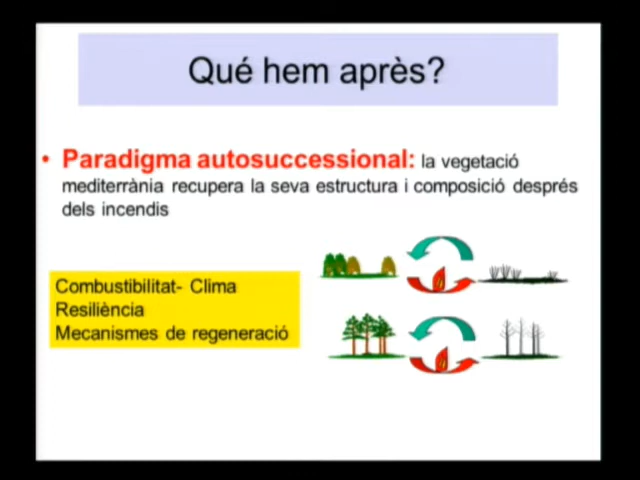 Qué hem après?
• Paradigma autosuccessional: la vegetació
mediterrània recupera la seva estructura i composició després
dels incendis
Combustibilitat- Clima
Resiliència
Mecanismes de regeneració